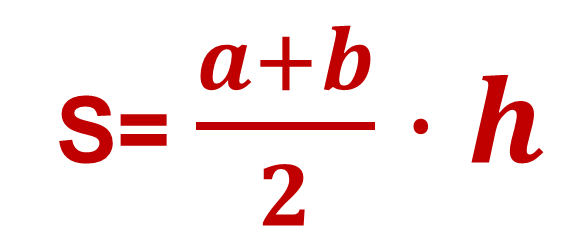 S= a+b/2 · h